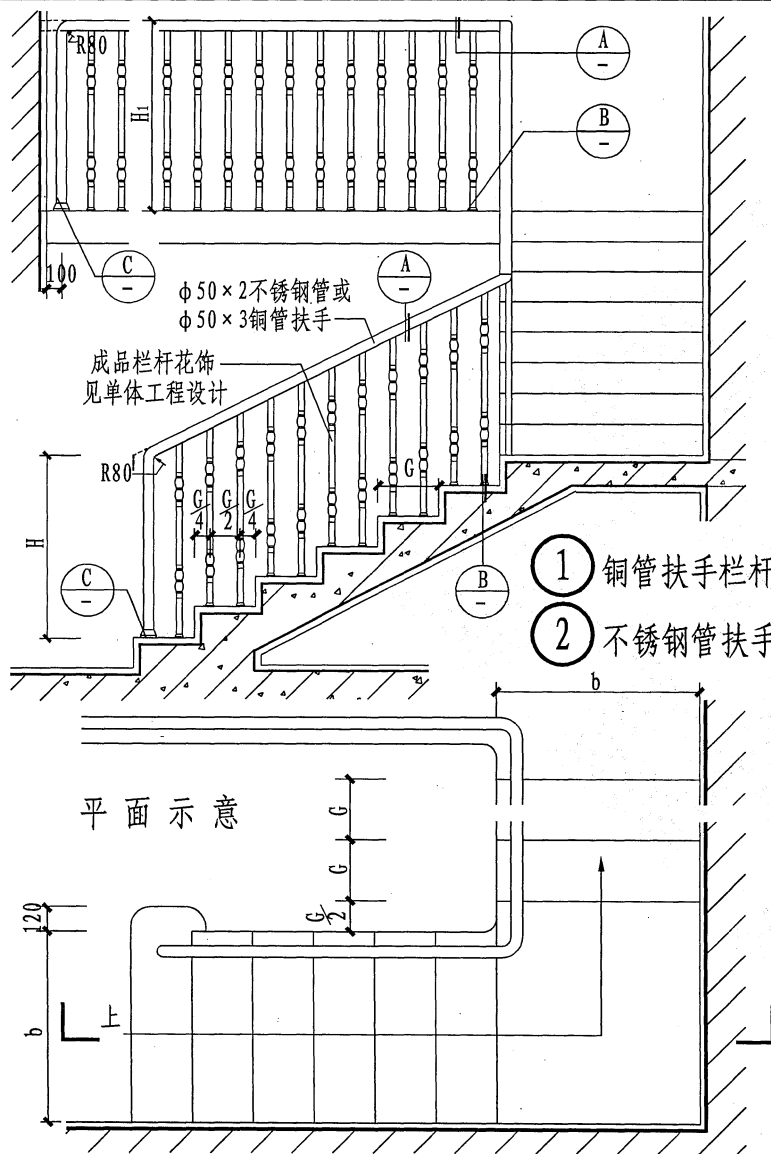 R80
H1
A
-
B
-
C
-
100
A
-
φ50×2不锈钢管或
φ50×3铜管扶手
成品栏杆花饰
见单体工程设计
R80
G
G/4
G/2
G/4
H
C
-
B
-
1 铜管扶手栏杆
2 不锈钢管扶手
b
平面示意
G
G
G/2
120
b
上